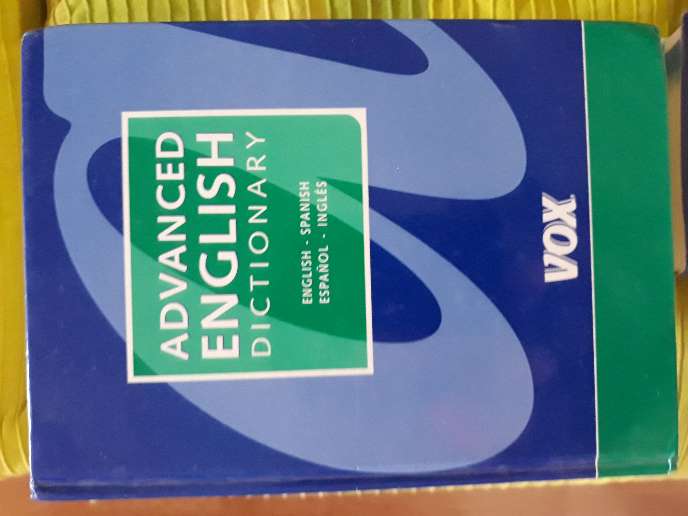 ADVANCED
ENGLISH
DICTIONARY
ENGLISH - SPANISH
ESPAÑOL - INGLÉS
VOX